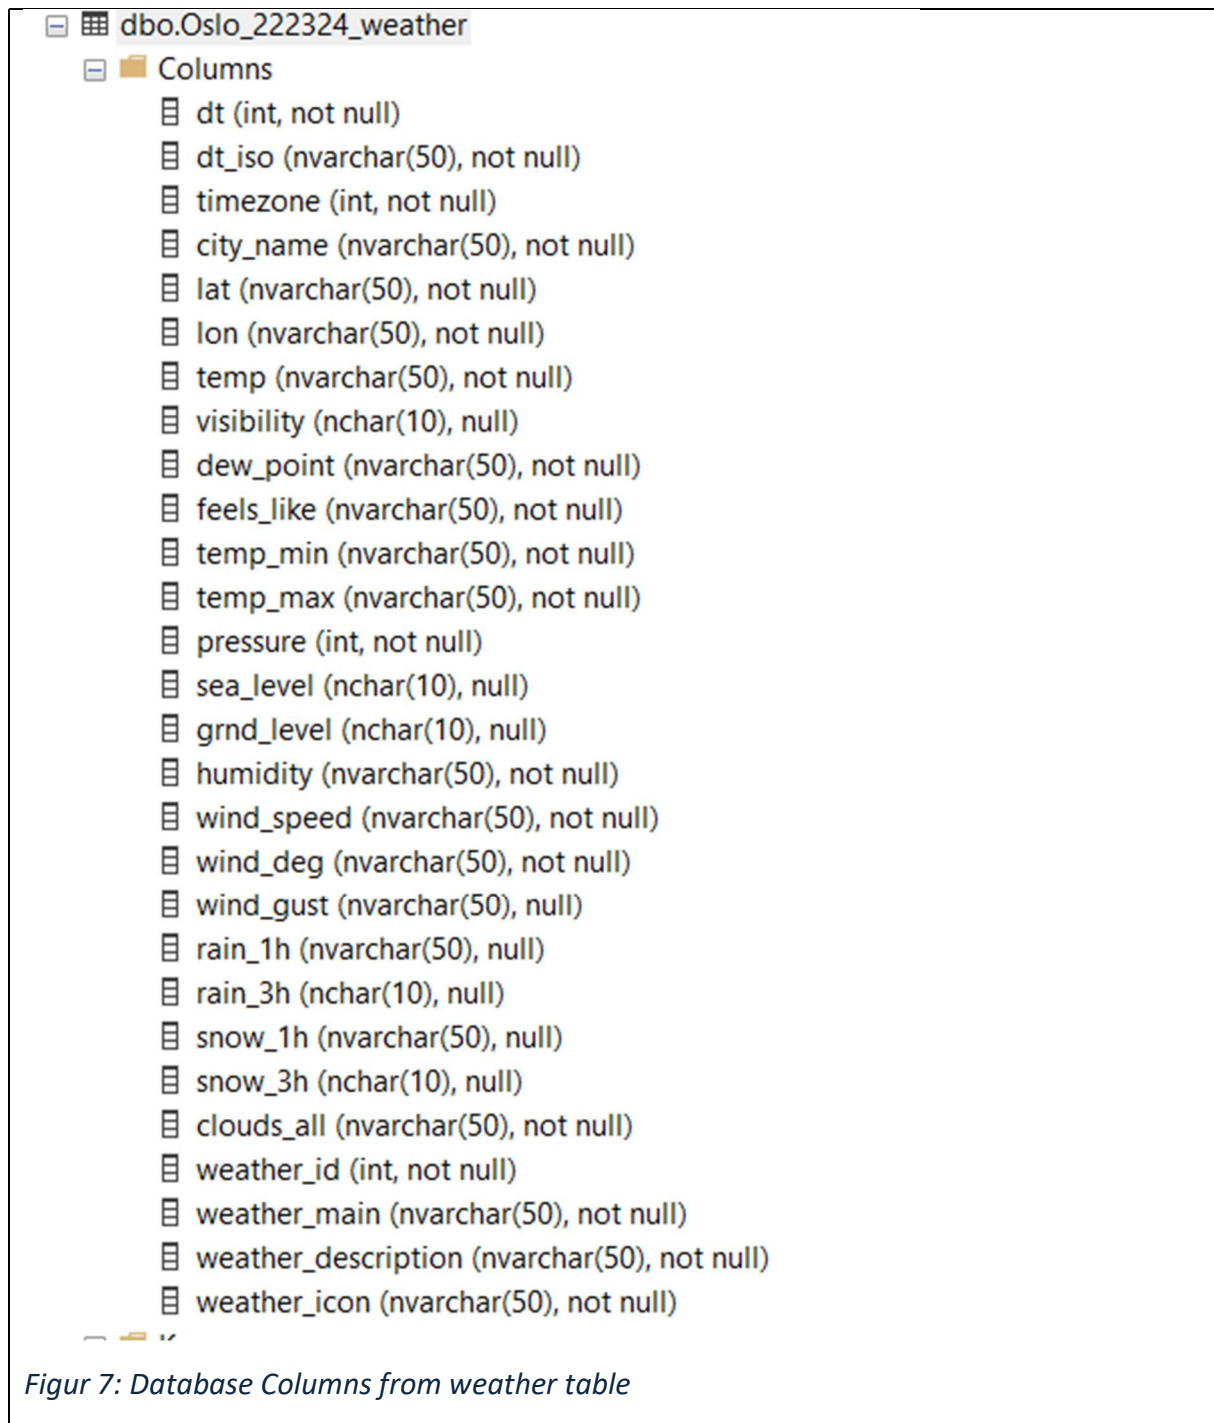 dbo.Oslo_222324_weather
Columns
dt (int, not null)
dt_iso (nvarchar(50), not null)
timezone (int, not null)
city_name (nvarchar(50), not null)
lat (nvarchar(50), not null)
lon (nvarchar(50), not null)
temp (nvarchar(50), not null)
visibility (nchar(10), null)
dew_point (nvarchar(50), not null)
feels_like (nvarchar(50), not null)
temp_min (nvarchar(50), not null)
temp_max (nvarchar(50), not null)
pressure (int, not null)
sea_level (nchar(10), null)
grnd_level (nchar(10), null)
humidity (nvarchar(50), not null)
wind_speed (nvarchar(50), not null)
wind_deg (nvarchar(50), not null)
wind_gust (nvarchar(50), null)
rain_1h (nvarchar(50), null)
rain_3h (nchar(10), null)
snow_1h (nvarchar(50), null)
snow_3h (nchar(10), null)
clouds_all (nvarchar(50), not null)
weather_id (int, not null)
weather_main (nvarchar(50), not null)
weather_description (nvarchar(50), not null)
weather_icon (nvarchar(50), not null)
Figur 7: Database Columns from weather table